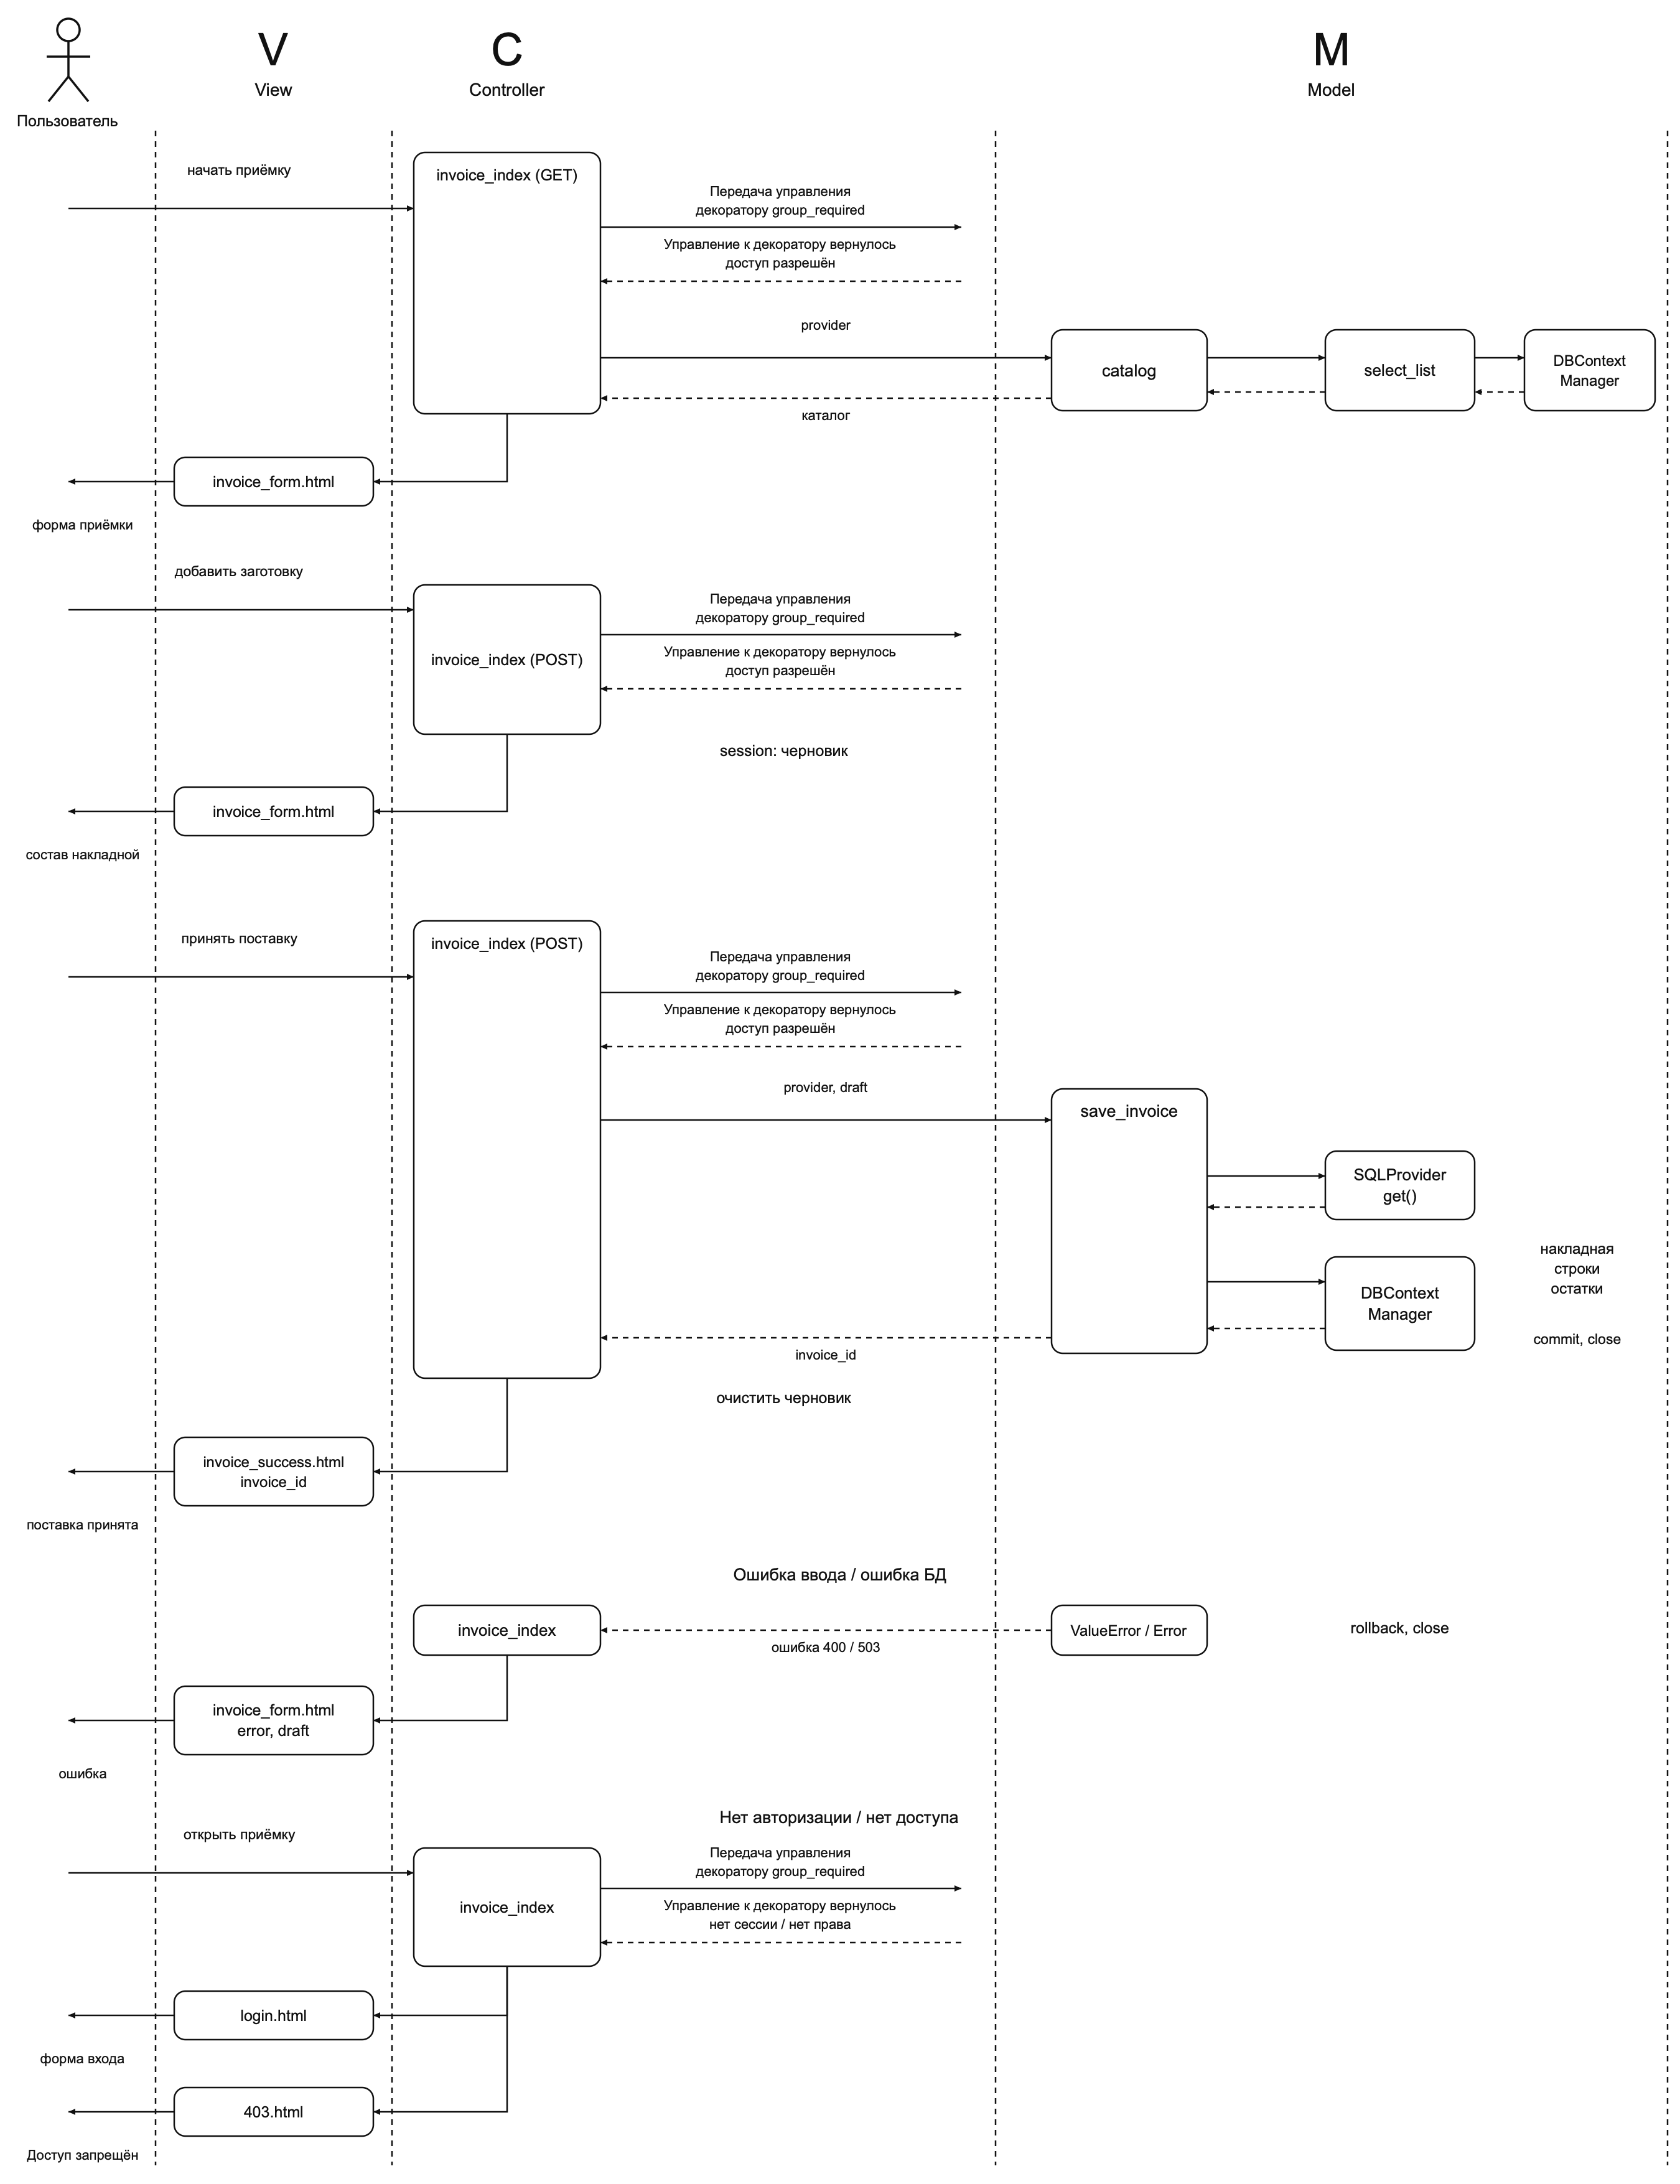 V
C
M
View
Controller
Model
Пользователь
начать приёмку
invoice_index (GET)
Передача управления
декоратору group_required
Управление к декоратору вернулось
доступ разрешён
provider
catalog
select_list
DBContext
Manager
каталог
invoice_form.html
форма приёмки
добавить заготовку
invoice_index (POST)
Передача управления
декоратору group_required
Управление к декоратору вернулось
доступ разрешён
session: черновик
invoice_form.html
состав накладной
принять поставку
invoice_index (POST)
Передача управления
декоратору group_required
Управление к декоратору вернулось
доступ разрешён
provider, draft
save_invoice
SQLProvider
get()
накладная
строки
остатки
DBContext
Manager
commit, close
invoice_id
очистить черновик
invoice_success.html
invoice_id
поставка принята
Ошибка ввода / ошибка БД
invoice_index
ValueError / Error
rollback, close
ошибка 400 / 503
invoice_form.html
error, draft
ошибка
Нет авторизации / нет доступа
открыть приёмку
Передача управления
декоратору group_required
invoice_index
Управление к декоратору вернулось
нет сессии / нет права
login.html
форма входа
403.html
Доступ запрещён